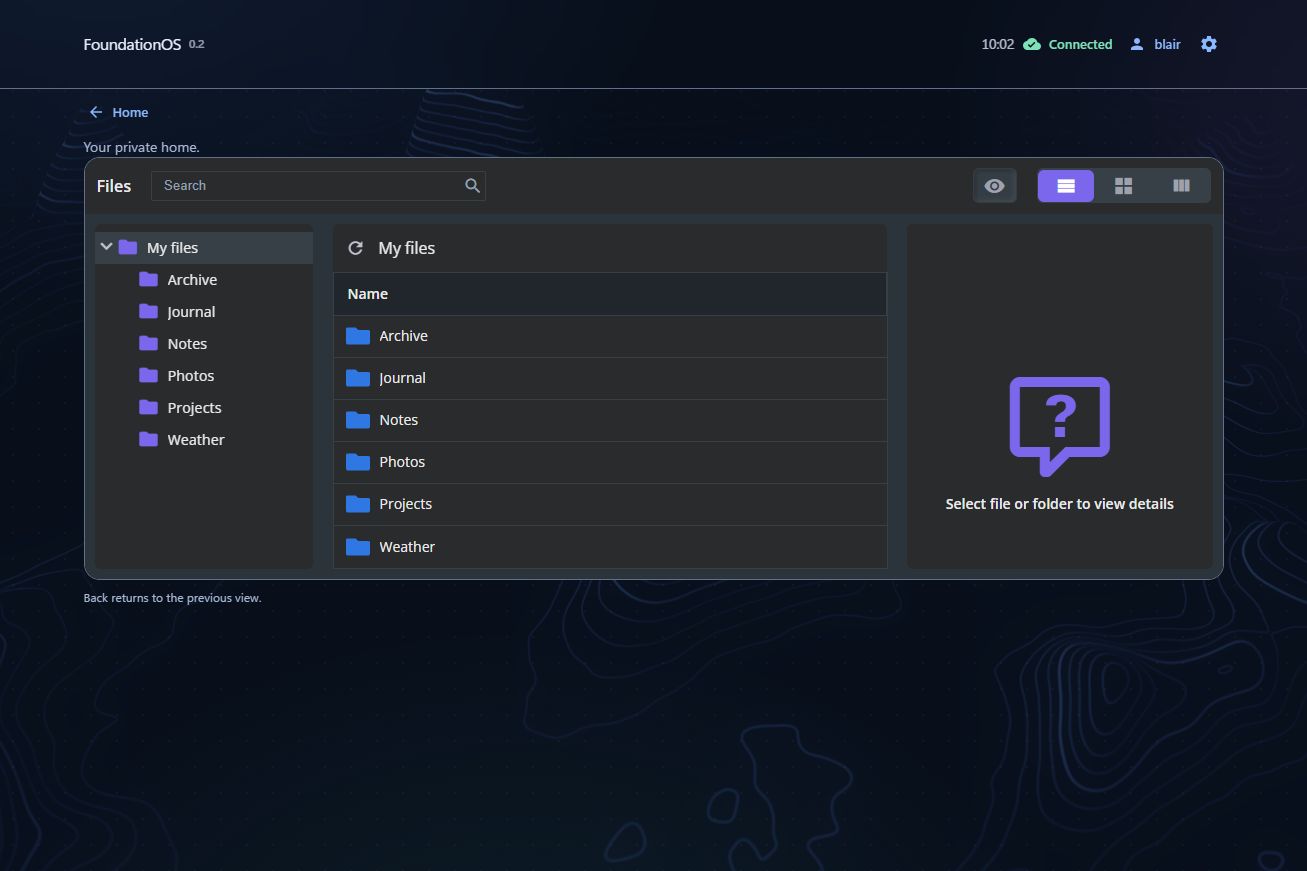 FoundationOS 0.2
10:02 Connected blair
Home
Your private home.
Files
Search
My files
Archive
Journal
Notes
Photos
Projects
Weather
My files
Name
Archive
Journal
Notes
Photos
Projects
Weather
?
Select file or folder to view details
Back returns to the previous view.